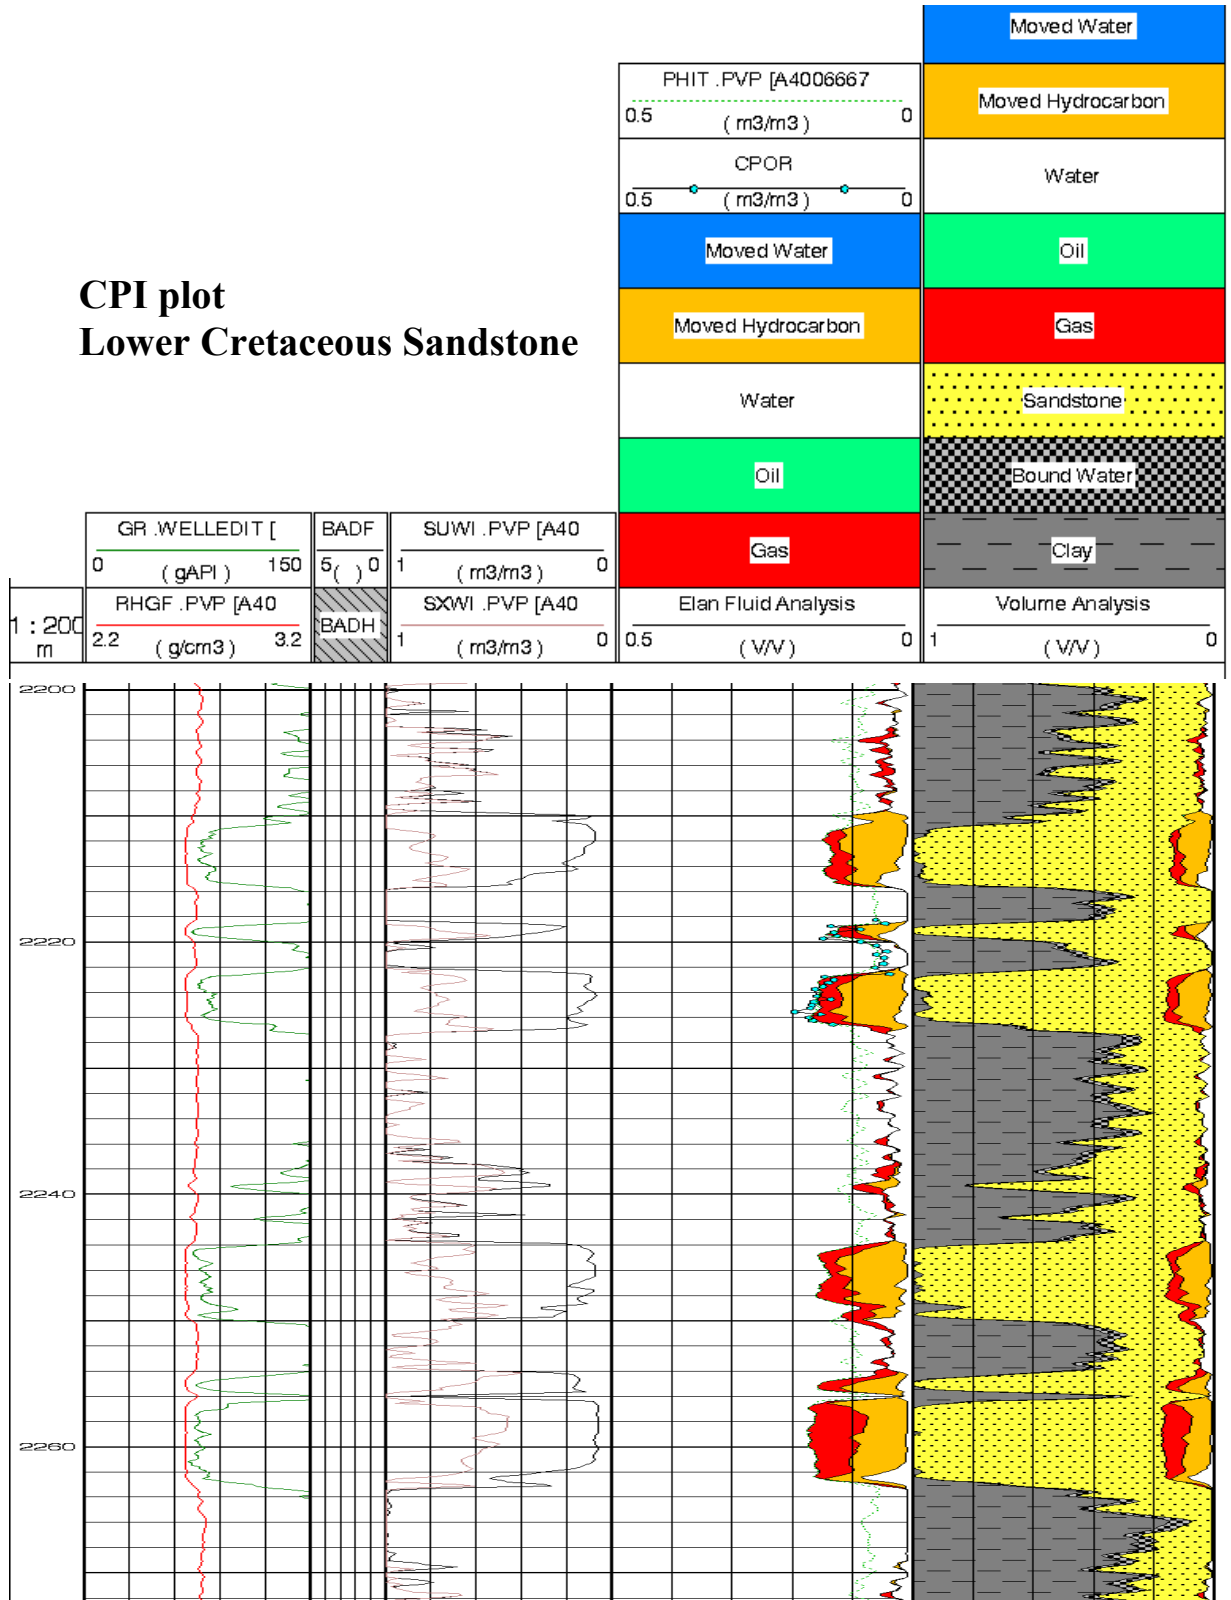 CPI plot
Lower Cretaceous Sandstone
1 : 200
m
GR .WELLEDIT [
0 ( gAPI ) 150
RHGF .PVP [A40
2.2 ( g/cm3 ) 3.2
BADF
5 ( ) 0
BADH
SUWI .PVP [A40
1 ( m3/m3 ) 0
SXWI .PVP [A40
1 ( m3/m3 ) 0
PHIT .PVP [A4006667
0.5 ( m3/m3 ) 0
CPOR
0.5 ( m3/m3 ) 0
Moved Water
Moved Hydrocarbon
Water
Oil
Gas
Elan Fluid Analysis
0.5 ( V/V ) 0
Moved Water
Moved Hydrocarbon
Water
Oil
Gas
Sandstone
Bound Water
Clay
Volume Analysis
1 ( V/V ) 0
2200
2220
2240
2260